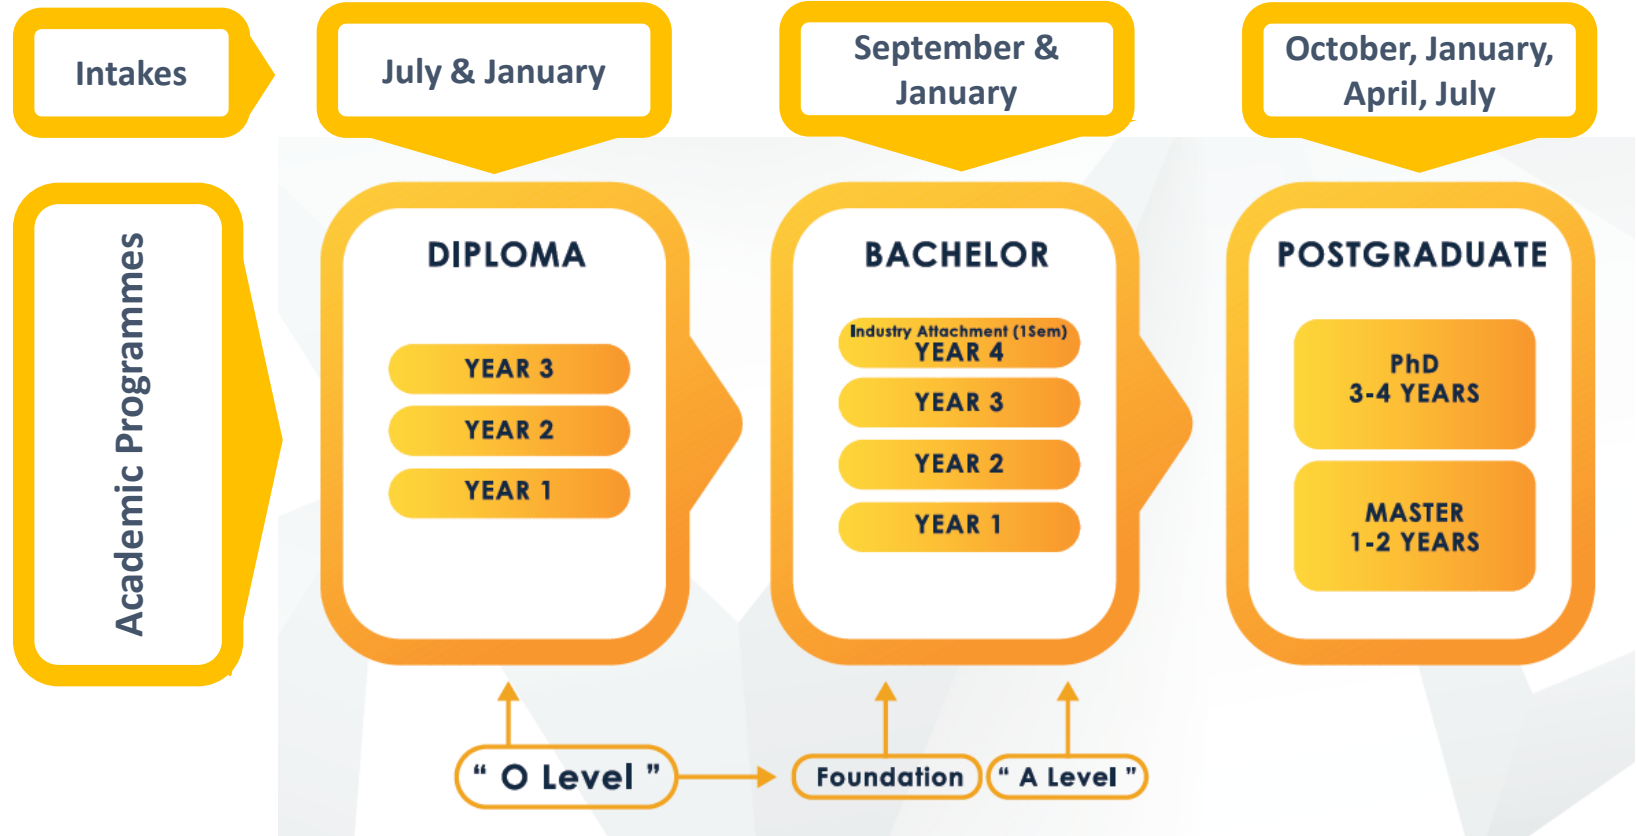 Intakes
July & January
September &
January
October, January,
April, July
Academic Programmes
DIPLOMA
YEAR 3
YEAR 2
YEAR 1
BACHELOR
Industry Attachment (1Sem)
YEAR 4
YEAR 3
YEAR 2
YEAR 1
POSTGRADUATE
PhD
3-4 YEARS
MASTER
1-2 YEARS
“ O Level ”
Foundation
“ A Level ”